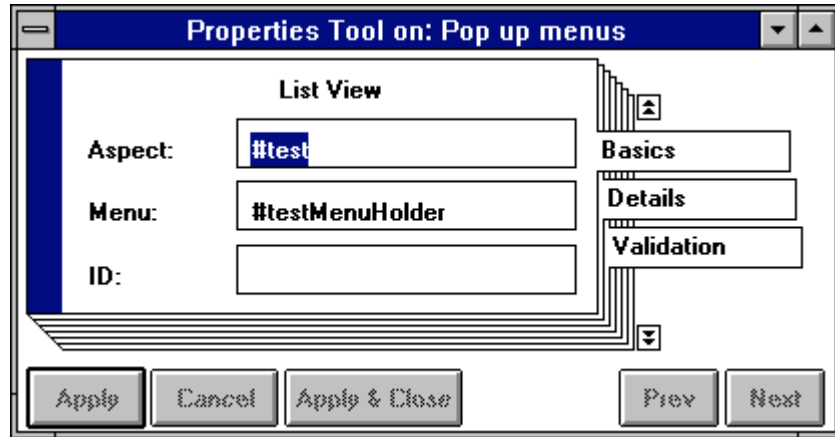 Properties Tool on: Pop up menus
List View
Aspect: #test
Basics
Menu: #testMenuHolder
Details
Validation
ID:
Apply Cancel Apply & Close Prev Next